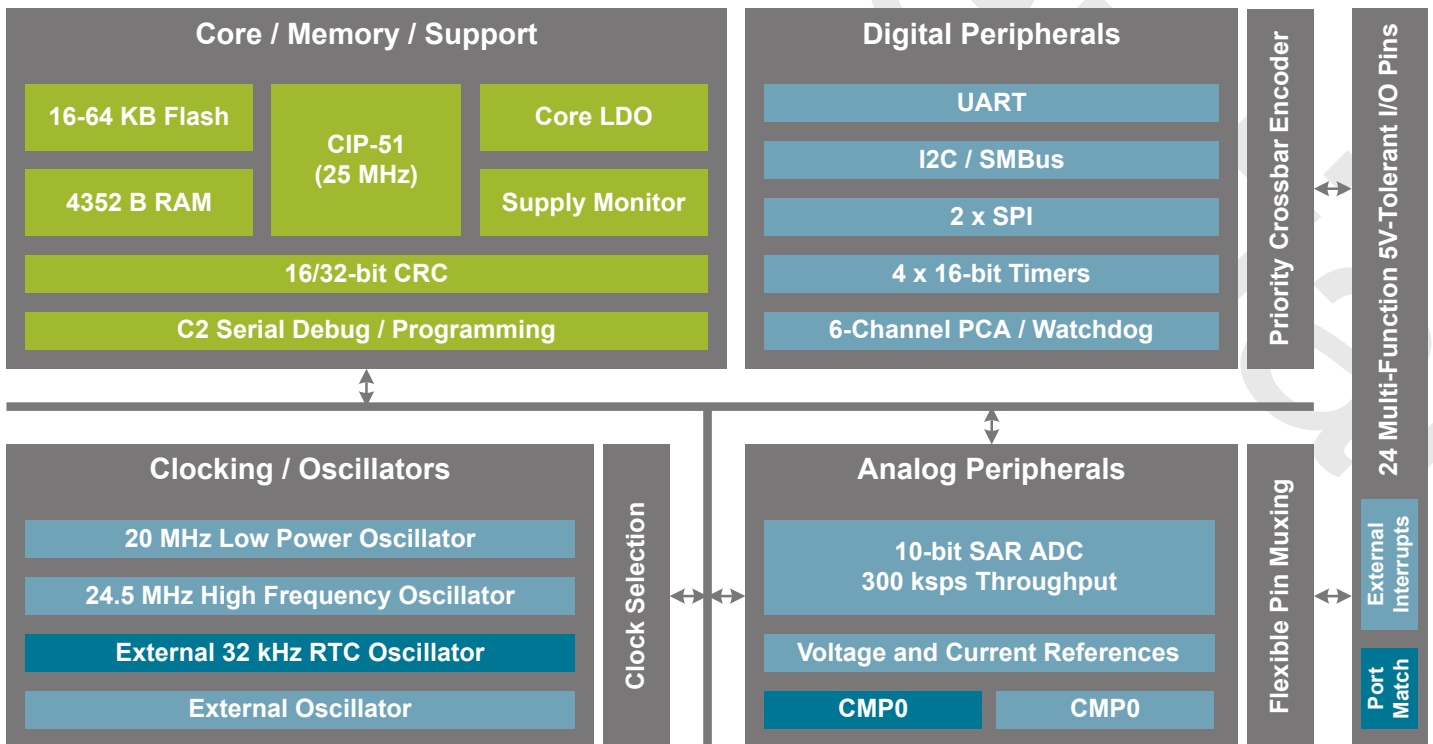 Core / Memory / Support
16-64 KB Flash
CIP-51
(25 MHz)
Core LDO
4352 B RAM
Supply Monitor
16/32-bit CRC
C2 Serial Debug / Programming
Digital Peripherals
UART
I2C / SMBus
2 x SPI
4 x 16-bit Timers
6-Channel PCA / Watchdog
Priority Crossbar Encoder
24 Multi-Function 5V-Tolerant I/O Pins
External
Interrupts
Port
Match
Clocking / Oscillators
20 MHz Low Power Oscillator
24.5 MHz High Frequency Oscillator
External 32 kHz RTC Oscillator
External Oscillator
Clock Selection
Analog Peripherals
10-bit SAR ADC
300 ksps Throughput
Voltage and Current References
CMP0
CMP0
Flexible Pin Muxing